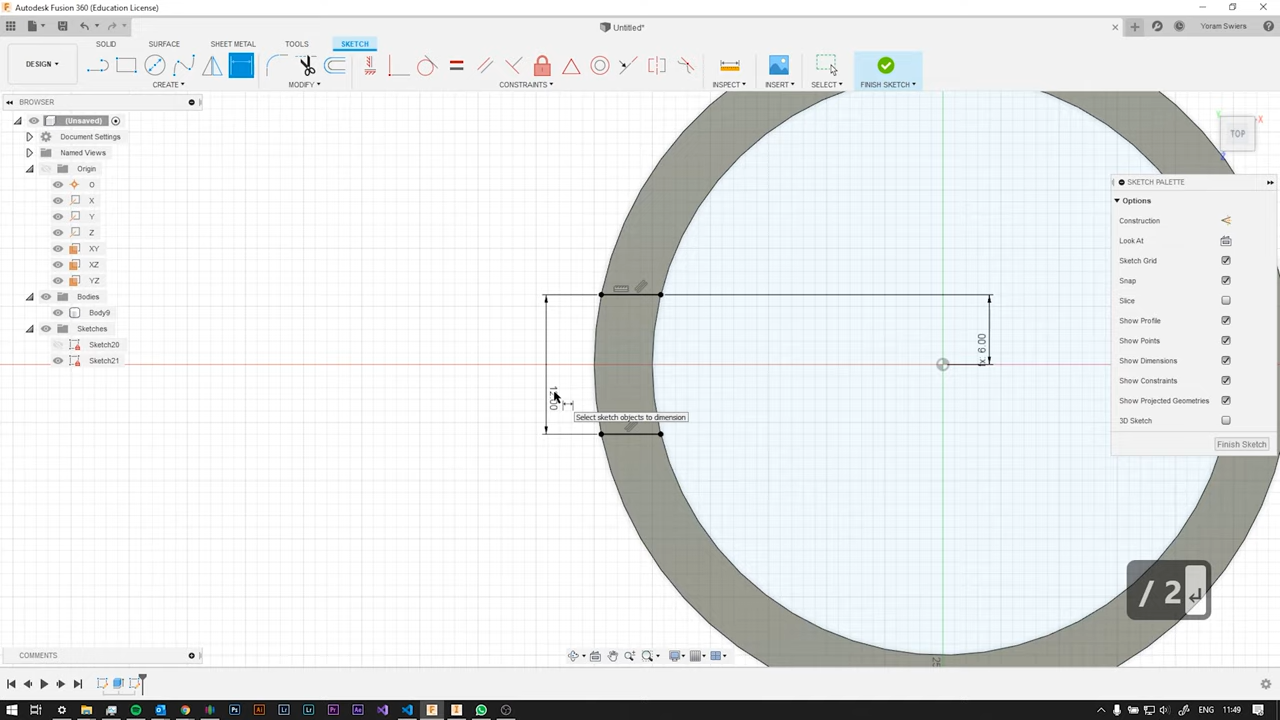 Autodesk Fusion 360 (Education License)
Untitled*
Yoram Swiers
DESIGN
SOLID
SURFACE
SHEET METAL
TOOLS
SKETCH
CREATE
MODIFY
CONSTRAINTS
INSPECT
INSERT
SELECT
FINISH SKETCH
BROWSER
(Unsaved)
Document Settings
Named Views
Origin
O
X
Y
Z
XY
XZ
YZ
Bodies
Body9
Sketches
Sketch20
Sketch21
TOP
X
Z
SKETCH PALETTE
Options
Construction
Look At
Sketch Grid
Snap
Slice
Show Profile
Show Points
Show Dimensions
Show Constraints
Show Projected Geometries
3D Sketch
Finish Sketch
12.00
Select sketch objects to dimension
/ 2
COMMENTS
11:49